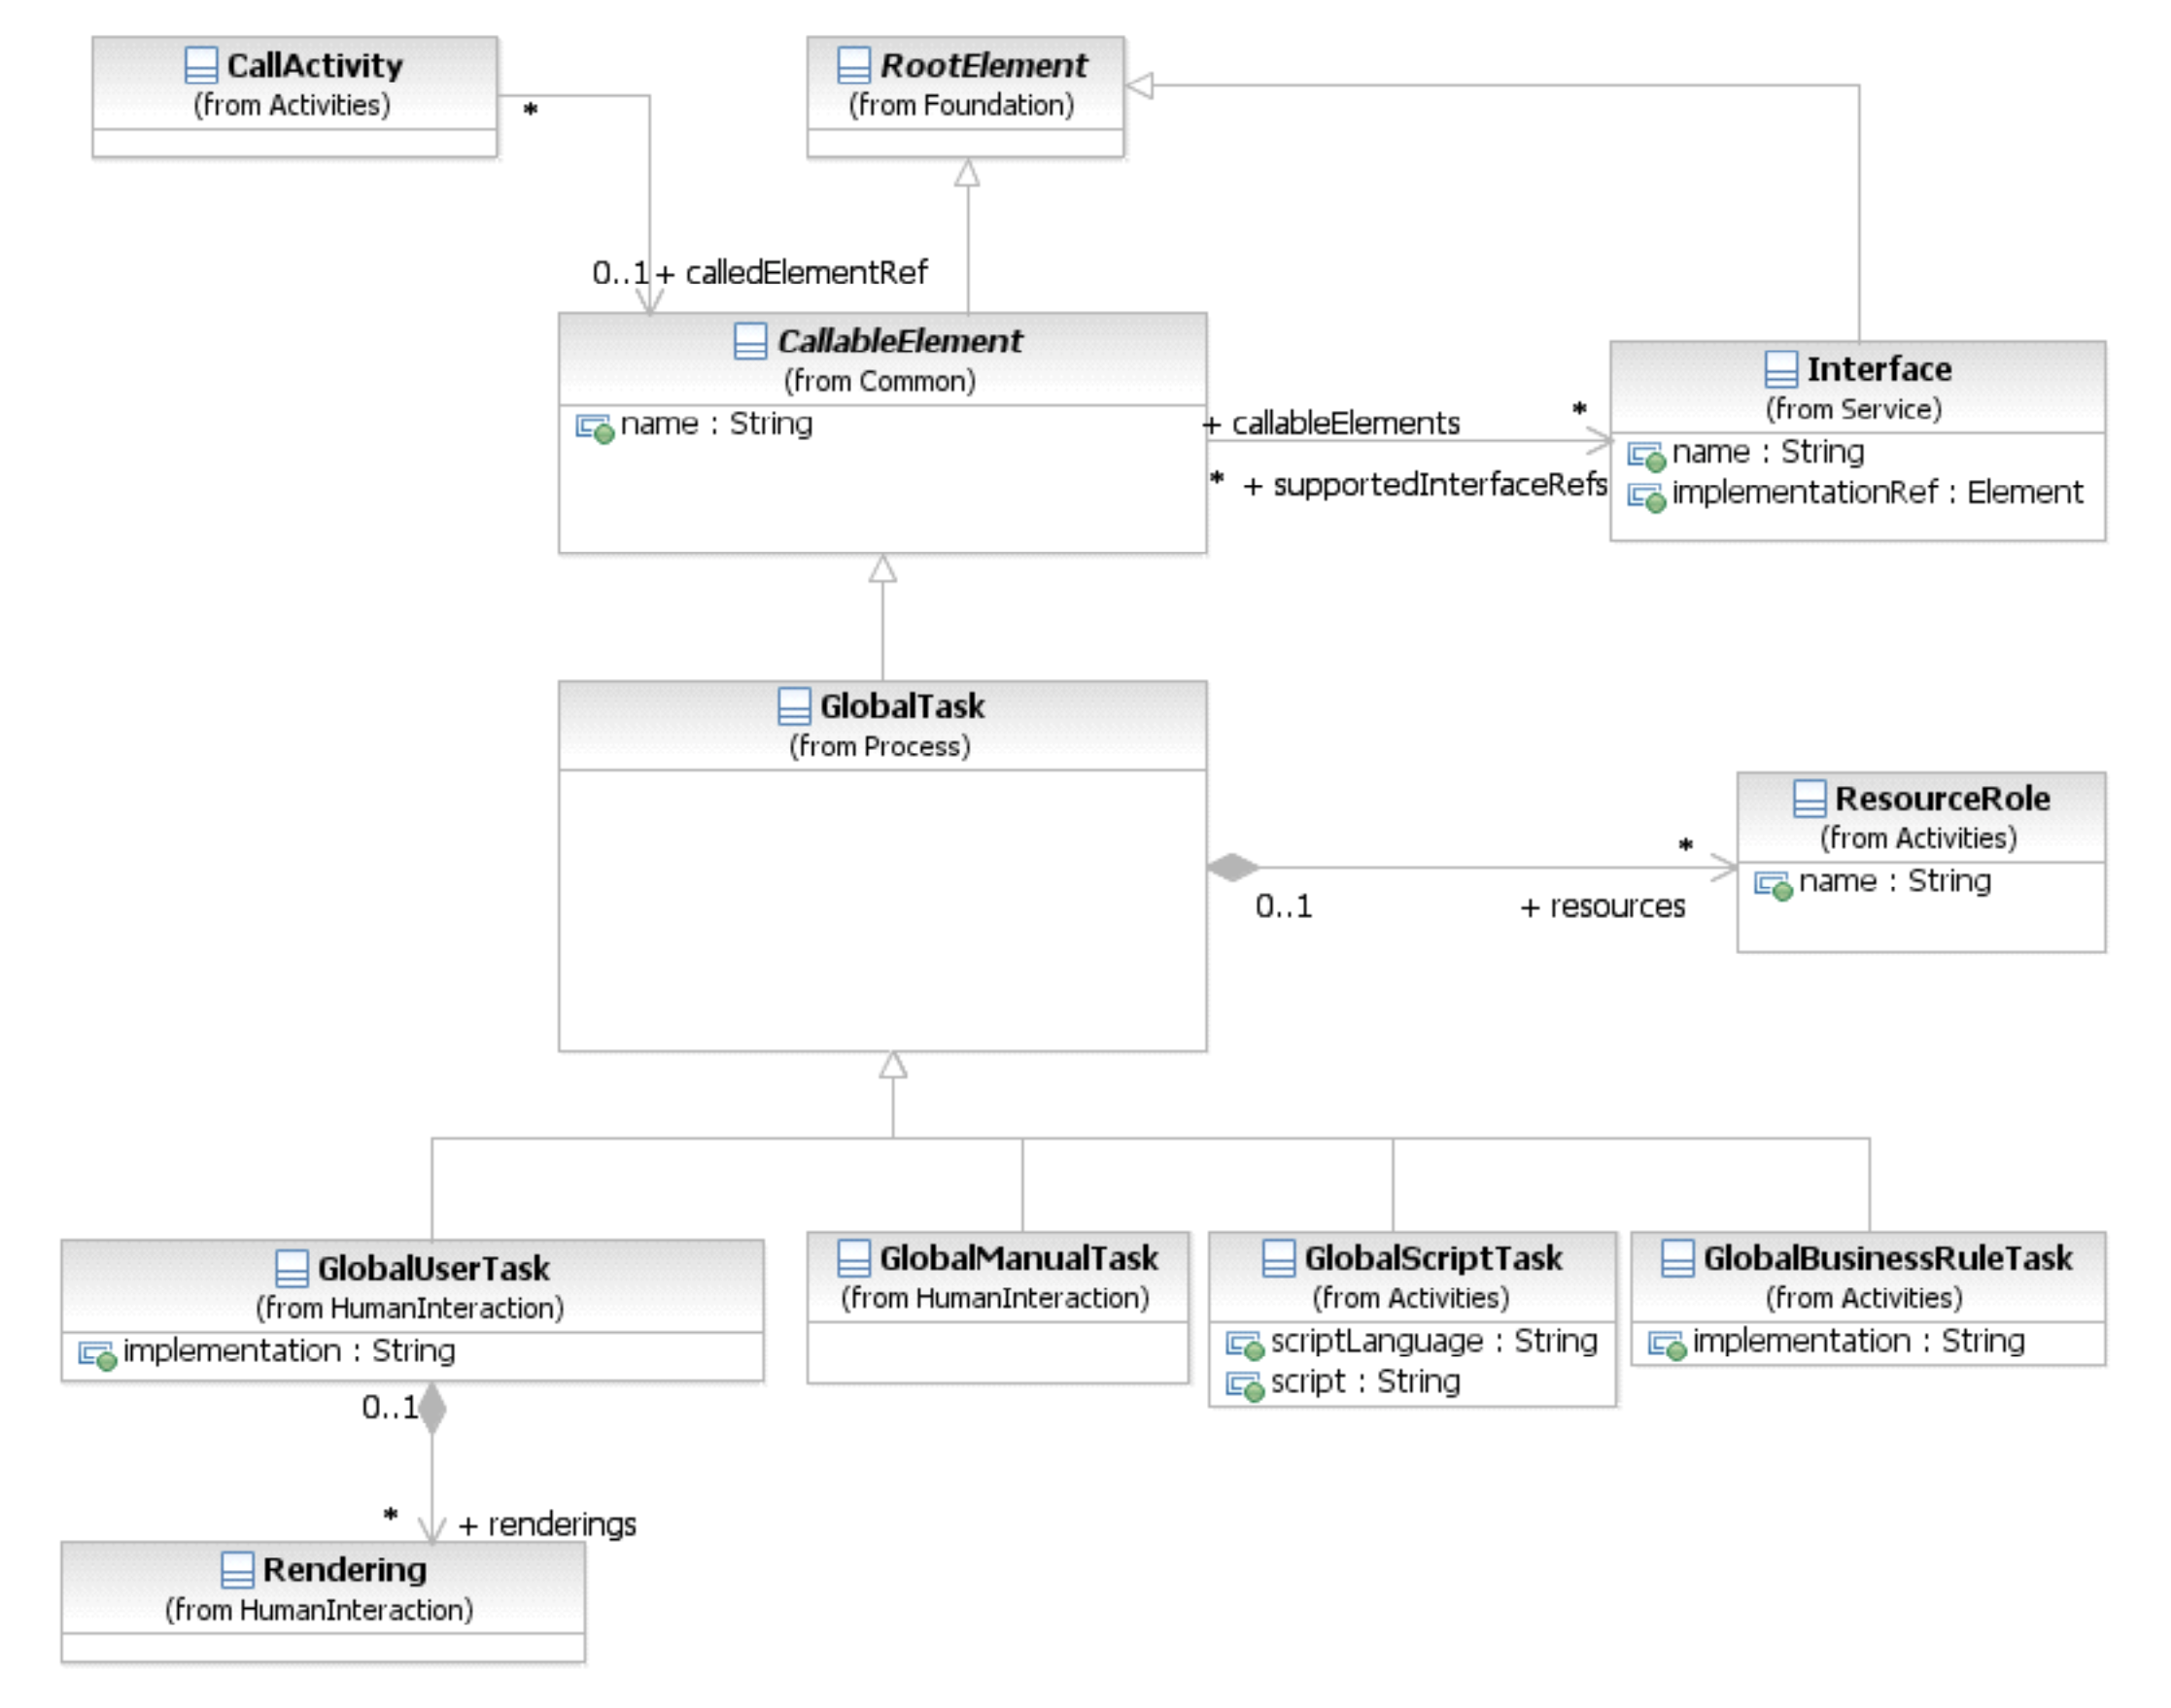 CallActivity
(from Activities)
*
RootElement
(from Foundation)
0..1 + calledElementRef
CallableElement
(from Common)
name : String
+ callableElements
*
* + supportedInterfaceRefs
Interface
(from Service)
name : String
implementationRef : Element
GlobalTask
(from Process)
0..1
*
+ resources
ResourceRole
(from Activities)
name : String
GlobalUserTask
(from HumanInteraction)
implementation : String
GlobalManualTask
(from HumanInteraction)
GlobalScriptTask
(from Activities)
scriptLanguage : String
script : String
GlobalBusinessRuleTask
(from Activities)
implementation : String
0..1
* + renderings
Rendering
(from HumanInteraction)